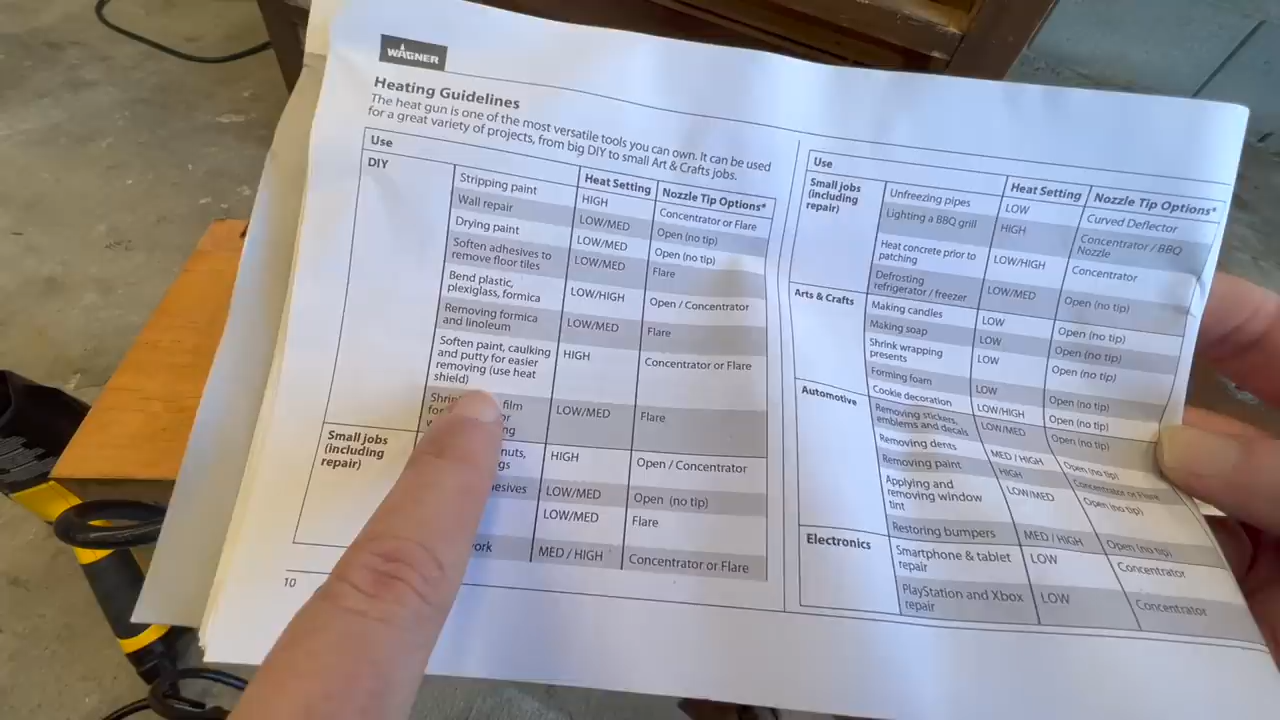 WAGNER
Heating Guidelines
The heat gun is one of the most versatile tools you can own. It can be used
for a great variety of projects, from big DIY to small Art & Crafts jobs.
Use
Heat Setting
Nozzle Tip Options*
DIY
Stripping paint
HIGH
Concentrator or Flare
Wall repair
LOW/MED
Open (no tip)
Drying paint
LOW/MED
Open (no tip)
Soften adhesives to
remove floor tiles
LOW/MED
Flare
Bend plastic,
plexiglass, formica
LOW/HIGH
Open / Concentrator
Removing formica
and linoleum
LOW/MED
Flare
Soften paint, caulking
and putty for easier
removing (use heat
shield)
HIGH
Concentrator or Flare
film
LOW/MED
Flare
Small jobs
(including
repair)
nuts,
HIGH
Open / Concentrator
LOW/MED
Open (no tip)
LOW/MED
Flare
MED / HIGH
Concentrator or Flare
10
Use
Heat Setting
Nozzle Tip Options*
Small jobs
(including
repair)
Unfreezing pipes
LOW
Curved Deflector
Lighting a BBQ grill
HIGH
Concentrator / BBQ
Nozzle
Heat concrete prior to
patching
LOW/HIGH
Concentrator
Defrosting
refrigerator / freezer
LOW/MED
Open (no tip)
Arts & Crafts
Making candles
LOW
Open (no tip)
Making soap
LOW
Open (no tip)
Shrink wrapping
presents
LOW
Open (no tip)
Forming foam
LOW
Open (no tip)
Cookie decoration
LOW/HIGH
Open (no tip)
Automotive
Removing stickers,
emblems and decals
LOW/MED
Open (no tip)
Removing dents
MED / HIGH
Open (no tip)
Removing paint
HIGH
Concentrator or Flare
Applying and
removing window
tint
LOW/MED
Open (no tip)
Restoring bumpers
MED / HIGH
Open (no tip)
Electronics
Smartphone & tablet
repair
LOW
Concentrator
PlayStation and Xbox
repair
LOW
Concentrator